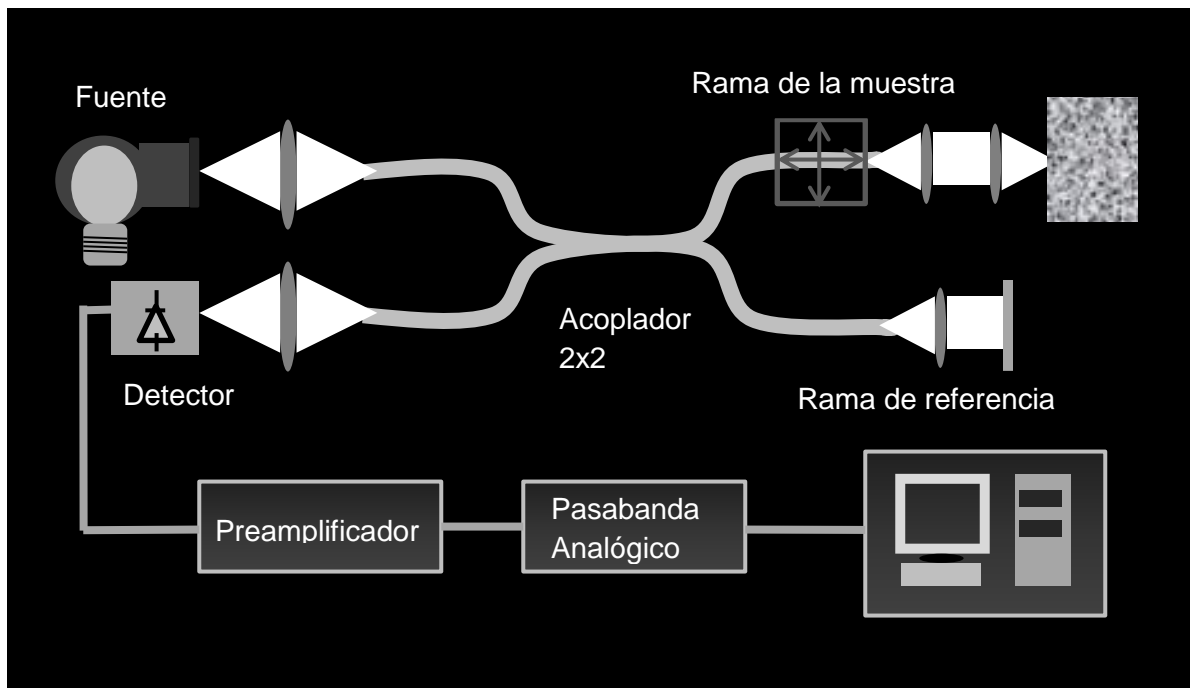 Fuente
Rama de la muestra
Acoplador
2x2
Detector
Rama de referencia
Preamplificador
Pasabanda
Analógico